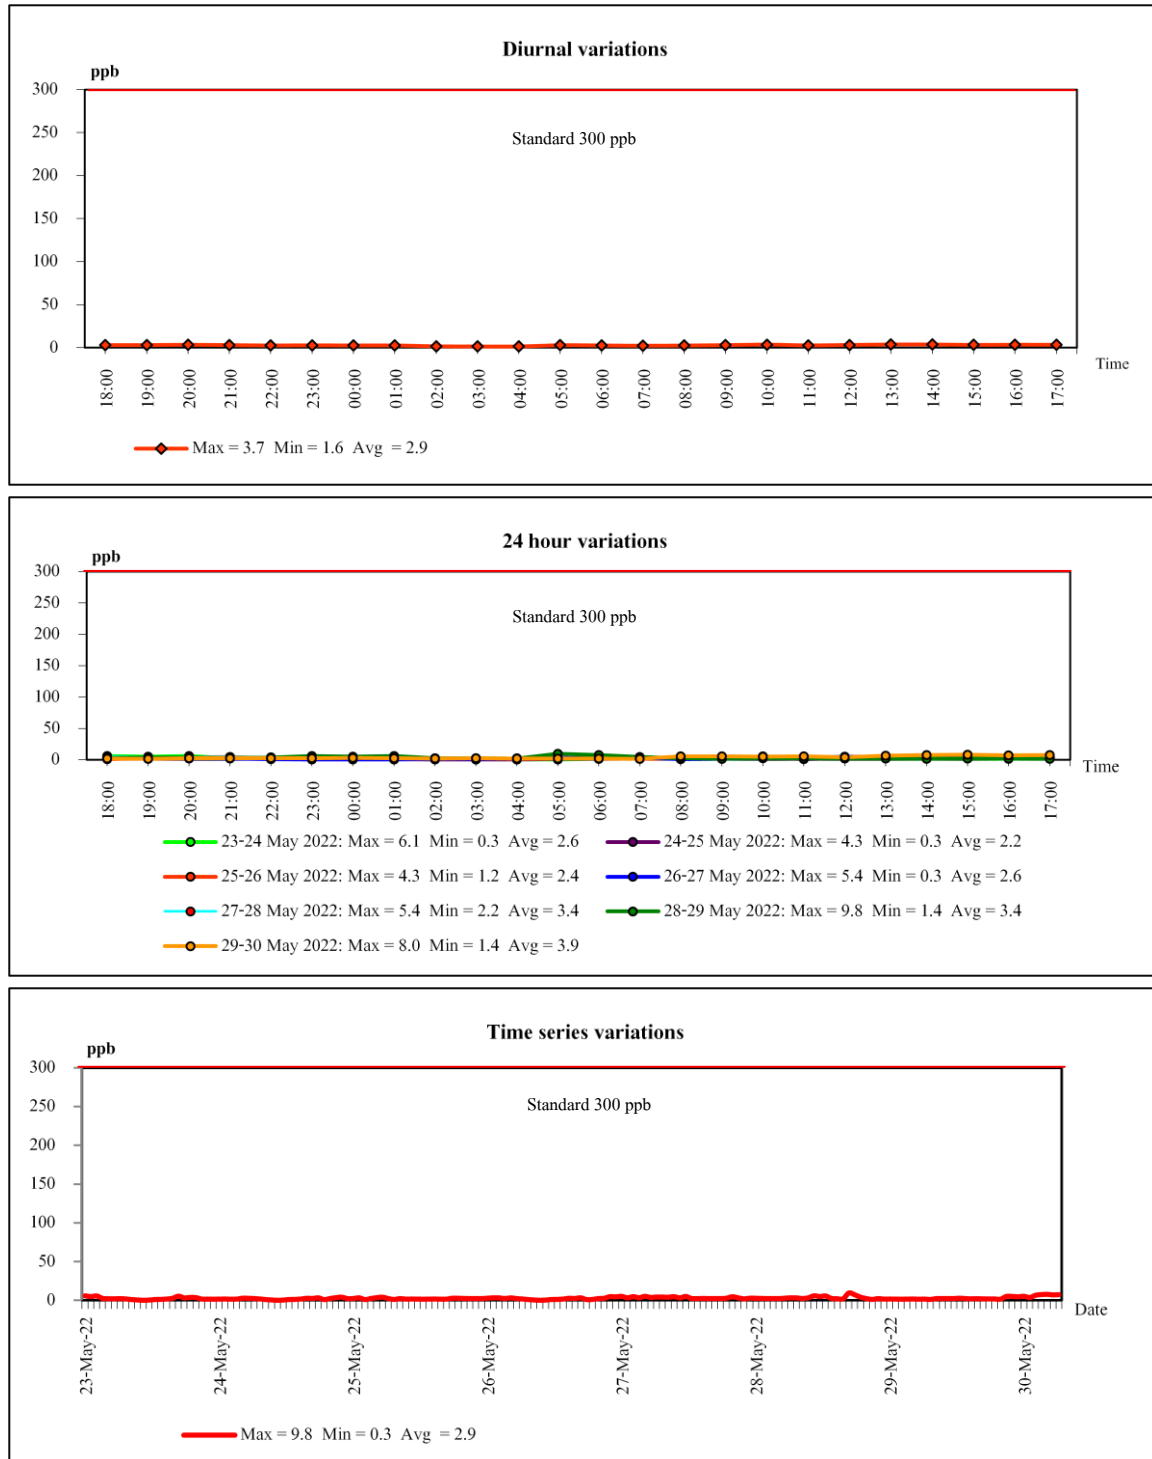 Diurnal variations
ppb
300
250
200
150
100
50
0
Standard 300 ppb
Time
18:00 19:00 20:00 21:00 22:00 23:00 00:00 01:00 02:00 03:00 04:00 05:00 06:00 07:00 08:00 09:00 10:00 11:00 12:00 13:00 14:00 15:00 16:00 17:00
Max = 3.7 Min = 1.6 Avg = 2.9
24 hour variations
ppb
300
250
200
150
100
50
0
Standard 300 ppb
Time
18:00 19:00 20:00 21:00 22:00 23:00 00:00 01:00 02:00 03:00 04:00 05:00 06:00 07:00 08:00 09:00 10:00 11:00 12:00 13:00 14:00 15:00 16:00 17:00
23-24 May 2022: Max = 6.1 Min = 0.3 Avg = 2.6
24-25 May 2022: Max = 4.3 Min = 0.3 Avg = 2.2
25-26 May 2022: Max = 4.3 Min = 1.2 Avg = 2.4
26-27 May 2022: Max = 5.4 Min = 0.3 Avg = 2.6
27-28 May 2022: Max = 5.4 Min = 2.2 Avg = 3.4
28-29 May 2022: Max = 9.8 Min = 1.4 Avg = 3.4
29-30 May 2022: Max = 8.0 Min = 1.4 Avg = 3.9
Time series variations
ppb
300
250
200
150
100
50
0
Standard 300 ppb
Date
23-May-22 24-May-22 25-May-22 26-May-22 27-May-22 28-May-22 29-May-22 30-May-22
Max = 9.8 Min = 0.3 Avg = 2.9